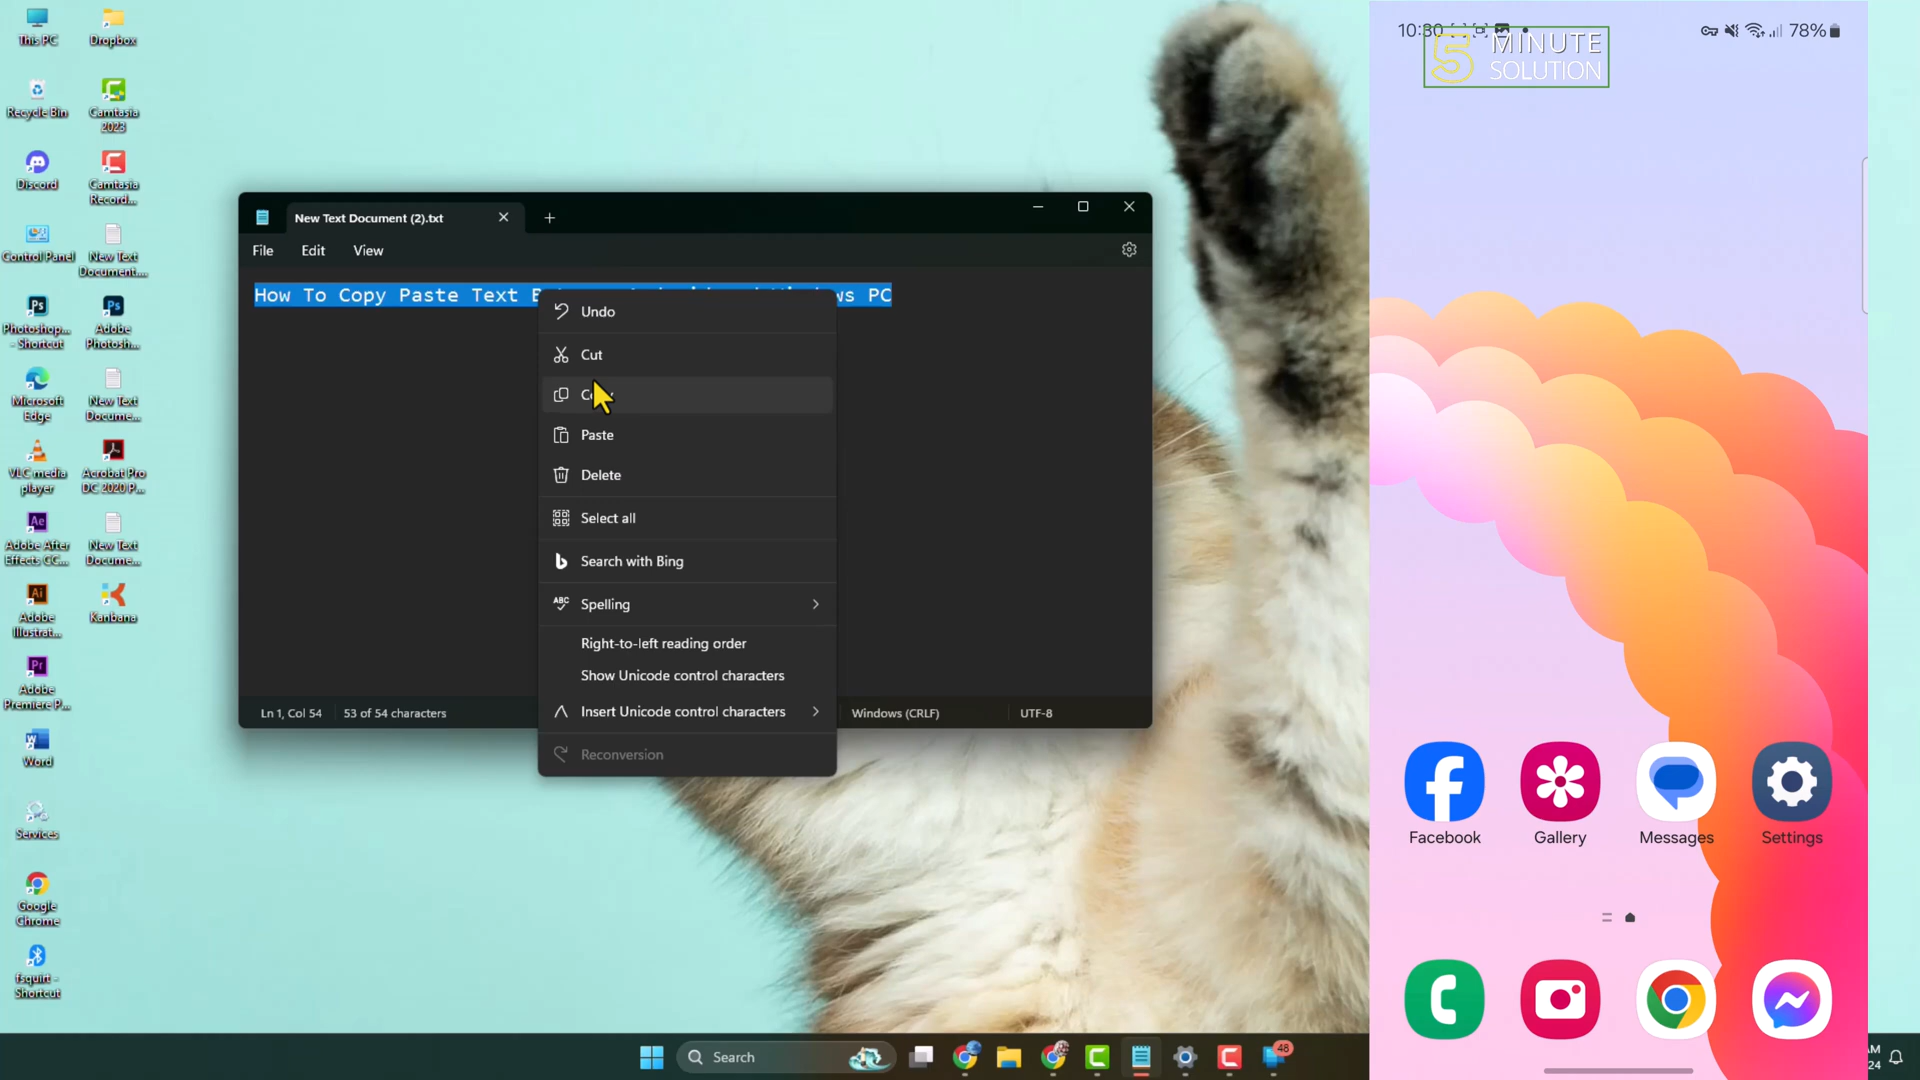 This PC
Dropbox
Recycle Bin
Camtasia
2023
Discord
Camtasia
Record...
Control Panel
New Text
Document....
Photoshop...
- Shortcut
Adobe
Photosh...
Microsoft
Edge
New Text
Docume...
VLC media
player
Acrobat Pro
DC 2020 P...
Adobe After
Effects CC...
New Text
Docume...
Adobe
Illustrat...
Kanbana
Adobe
Premiere P...
Word
Services
Google
Chrome
fsquirt -
Shortcut
New Text Document (2).txt
File Edit View
How To Copy Paste Text PC
Undo
Cut
Paste
Delete
Select all
Search with Bing
Spelling
Right-to-left reading order
Show Unicode control characters
Insert Unicode control characters
Reconversion
Ln 1, Col 54 53 of 54 characters Windows (CRLF) UTF-8
Search
48
10:30 78%
5 MINUTE
SOLUTION
Facebook Gallery Messages Settings